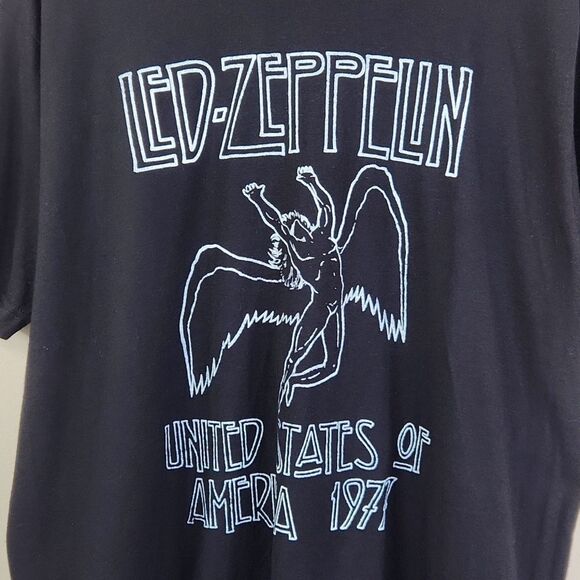 LED-ZEPPELIN
UNITED STATES OF
AMERICA 1977